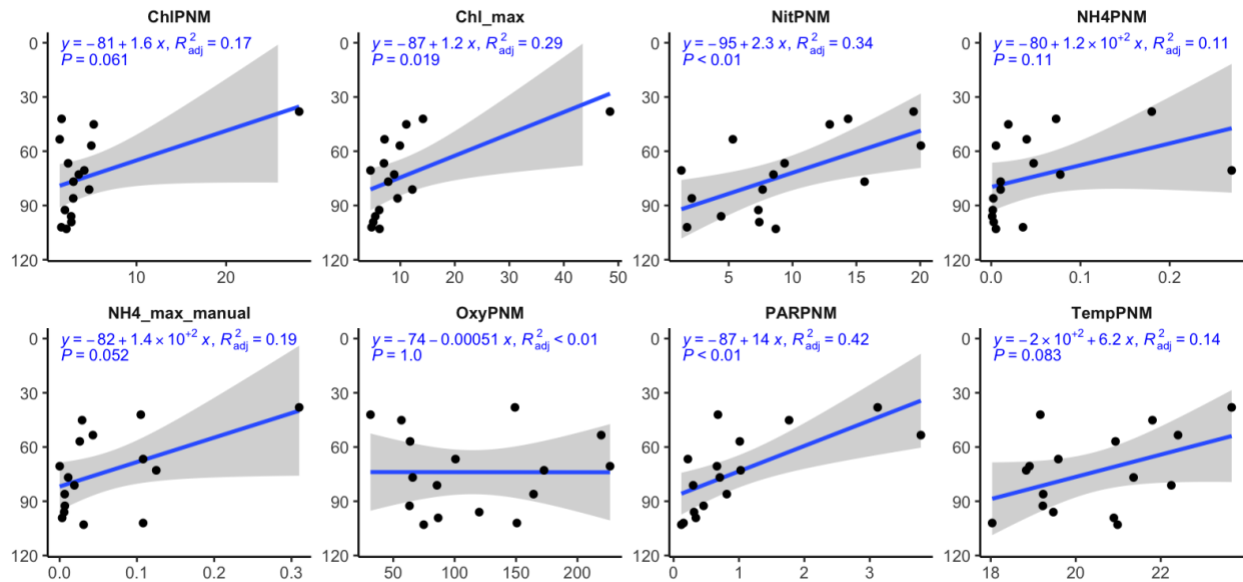 ChlPNM
y = −81 + 1.6 x, R²adj = 0.17
P = 0.061
0
30
60
90
120
10
20
Chl_max
y = −87 + 1.2 x, R²adj = 0.29
P = 0.019
0
30
60
90
120
0
10
20
30
40
50
NitPNM
y = −95 + 2.3 x, R²adj = 0.34
P < 0.01
0
30
60
90
120
5
10
15
20
NH4PNM
y = −80 + 1.2 × 10⁺² x, R²adj = 0.11
P = 0.11
0
30
60
90
120
0.0
0.1
0.2
NH4_max_manual
y = −82 + 1.4 × 10⁺² x, R²adj = 0.19
P = 0.052
0
30
60
90
120
0.0
0.1
0.2
0.3
OxyPNM
y = −74 − 0.00051 x, R²adj < 0.01
P = 1.0
0
30
60
90
120
50
100
150
200
PARPNM
y = −87 + 14 x, R²adj = 0.42
P < 0.01
0
30
60
90
120
0
1
2
3
TempPNM
y = −2 × 10⁺² + 6.2 x, R²adj = 0.14
P = 0.083
0
30
60
90
120
18
20
22